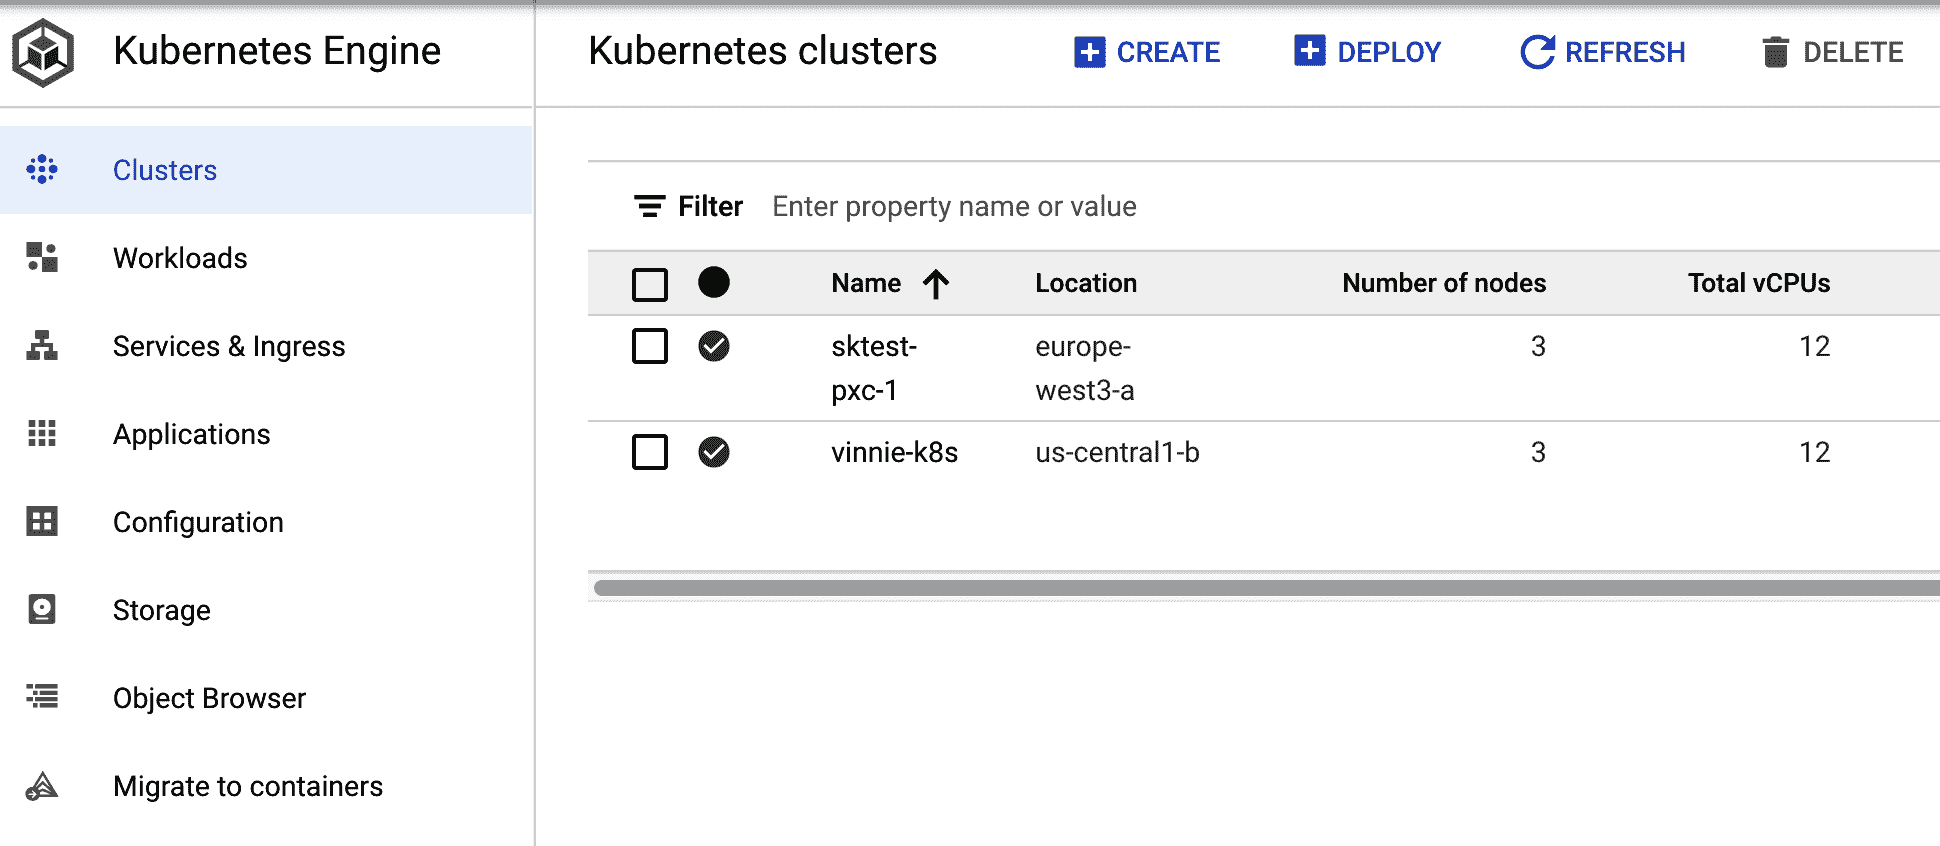 Kubernetes Engine
Kubernetes clusters CREATE DEPLOY REFRESH DELETE
Clusters
Workloads
Services & Ingress
Applications
Configuration
Storage
Object Browser
Migrate to containers
Filter Enter property name or value
Name Location Number of nodes Total vCPUs
sktest- europe- 3 12
pxc-1 west3-a
vinnie-k8s us-central1-b 3 12